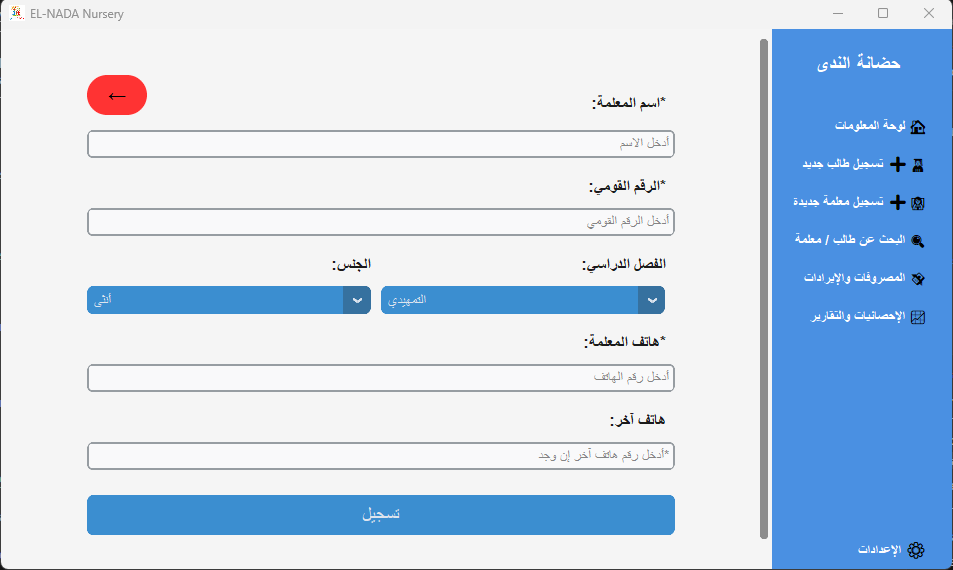 EL-NADA Nursery
حضانة الندى
لوحة المعلومات
تسجيل طالب جديد
تسجيل معلمة جديدة
البحث عن طالب / معلمة
المصروفات والإيرادات
الإحصائيات والتقارير
الإعدادات
←
*اسم المعلمة:
أدخل الاسم
*الرقم القومي:
أدخل الرقم القومي
الفصل الدراسي:
الجنس:
التمهيدي
أنثى
*هاتف المعلمة:
أدخل رقم الهاتف
هاتف آخر:
*أدخل رقم هاتف آخر إن وجد
تسجيل